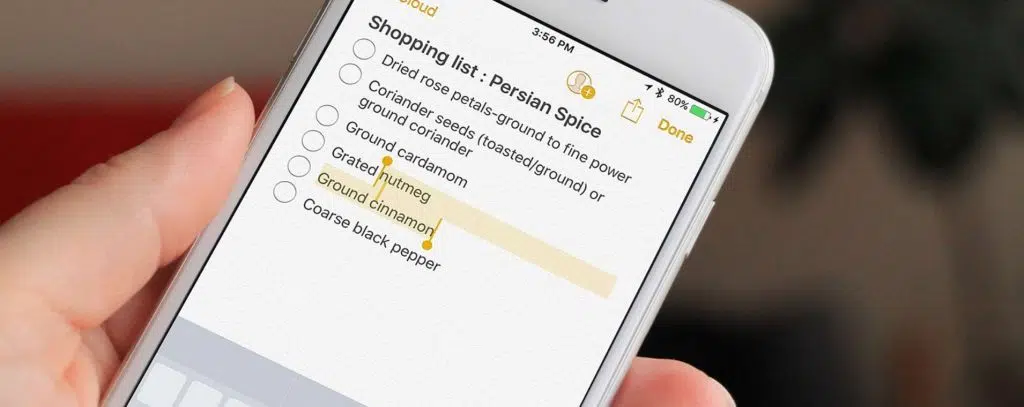 3:56 PM
80%
Cloud
Done
Shopping list : Persian Spice
Dried rose petals-ground to fine power
Coriander seeds (toasted/ground) or
ground coriander
Ground cardamom
Grated nutmeg
Ground cinnamon
Coarse black pepper